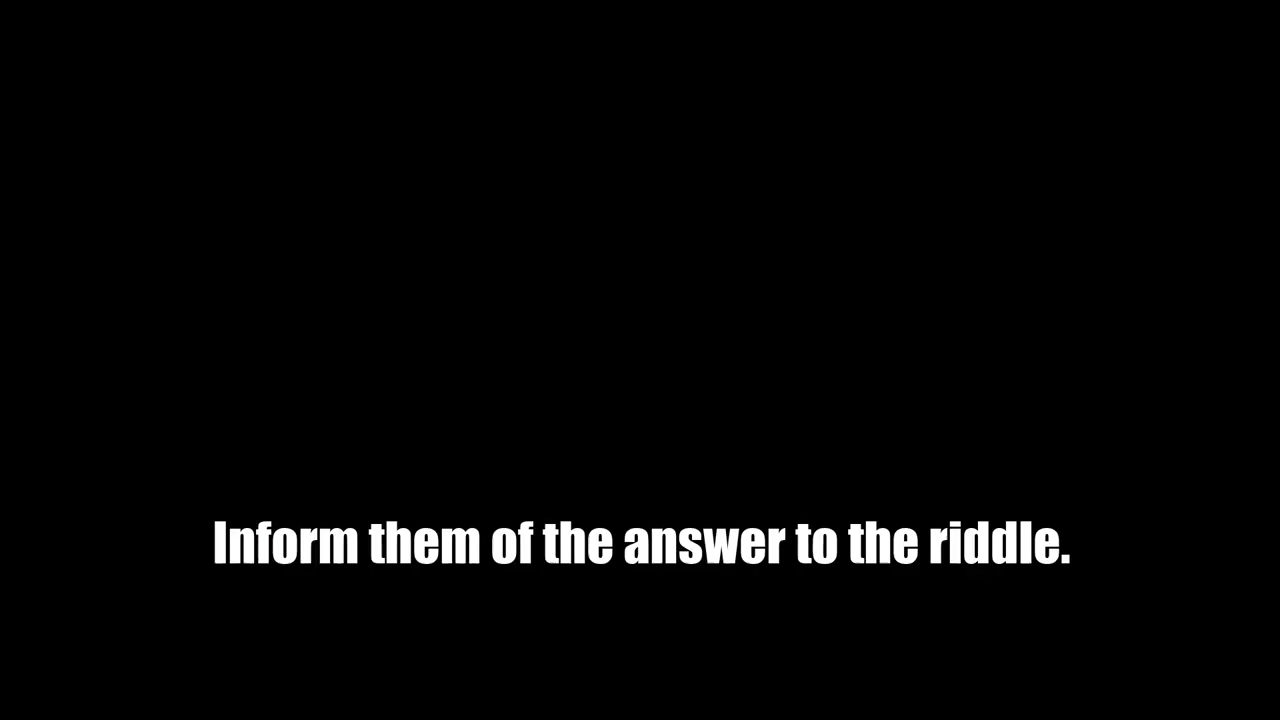 Inform them of the answer to the riddle.